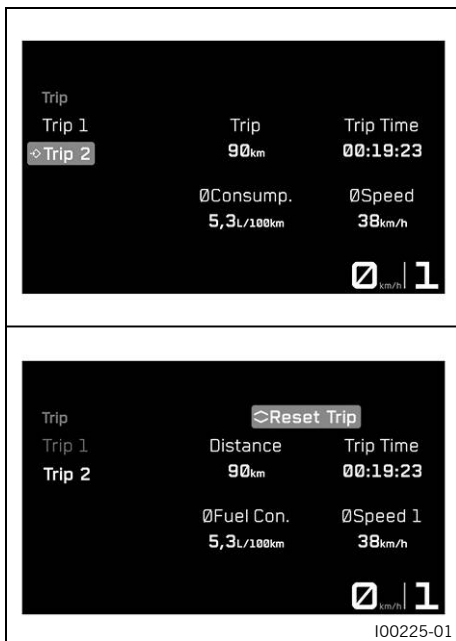 Trip
Trip 1 Trip Trip Time
Trip 2 90km 00:19:23
ØConsump. ØSpeed
5,3L/100km 38km/h
0 km/h 1
Trip Reset Trip
Trip 1 Distance Trip Time
Trip 2 90km 00:19:23
ØFuel Con. ØSpeed 1
5,3L/100km 38km/h
0 km/h 1
I00225-01